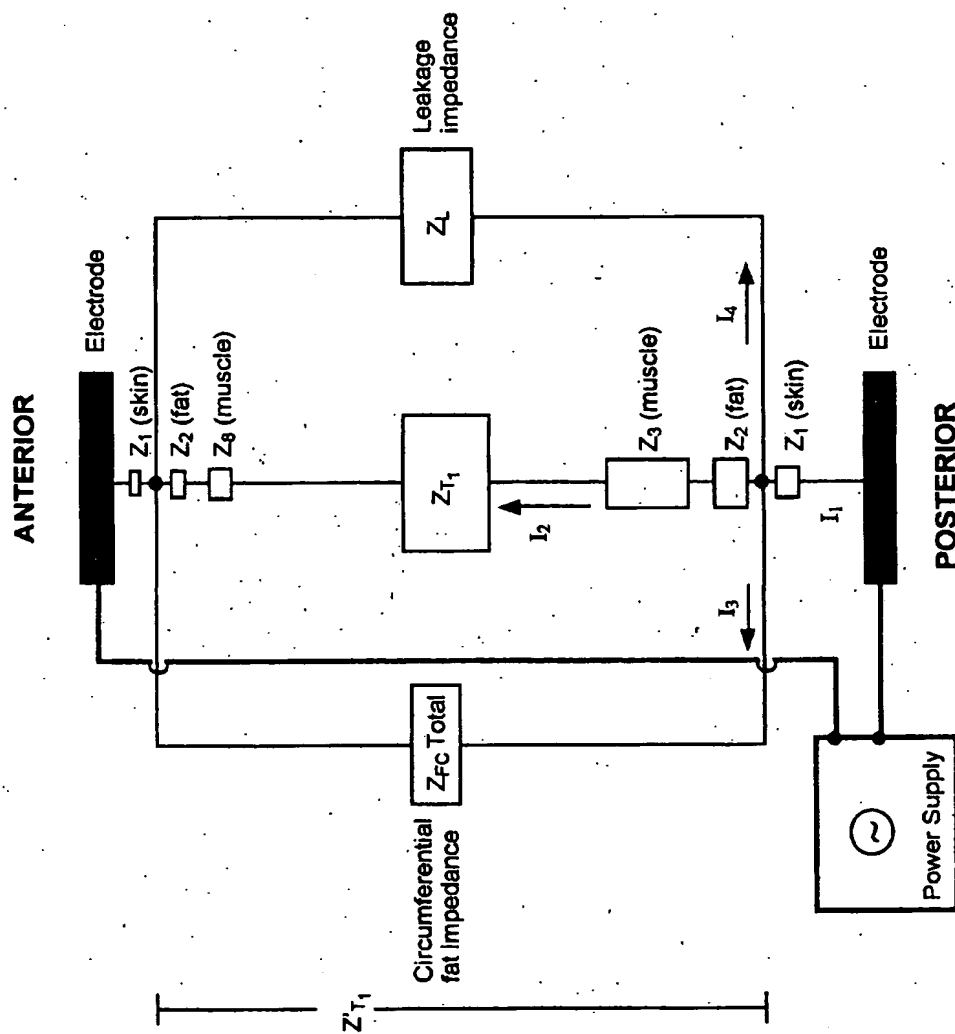 ANTERIOR
Electrode
Z1 (skin)
Z2 (fat)
Z8 (muscle)
Leakage
impedance
ZL
ZT1
Z3 (muscle)
Z2 (fat)
Z1 (skin)
I2
I4
I3
I1
Electrode
POSTERIOR
ZFC Total
Circumferential
fat Impedance
Z'T1
Power Supply
~